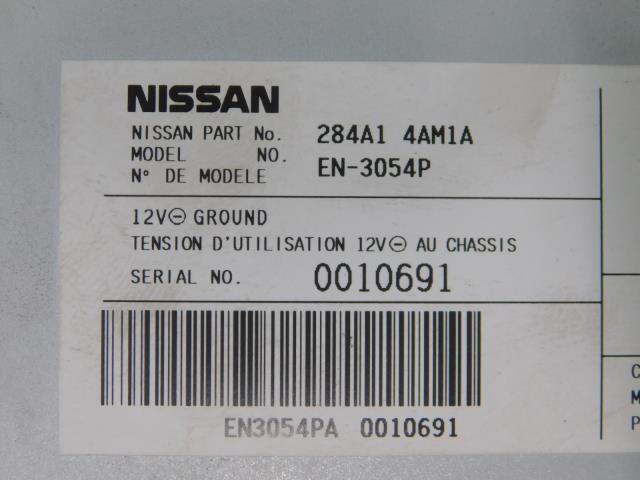 NISSAN
NISSAN PART No. 284A1 4AM1A
MODEL NO. EN-3054P
N° DE MODELE
12V⊖ GROUND
TENSION D'UTILISATION 12V⊖ AU CHASSIS
SERIAL NO. 0010691
EN3054PA 0010691
C
M
P